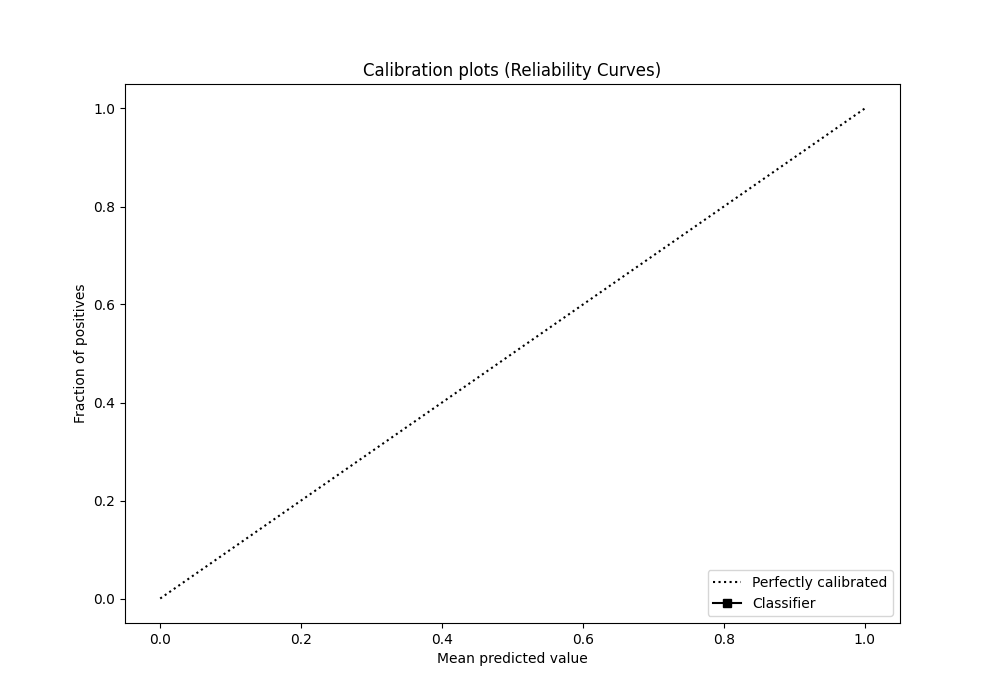 Calibration plots (Reliability Curves)
1.0
0.8
0.6
0.4
0.2
0.0
Fraction of positives
Perfectly calibrated
Classifier
0.0 0.2 0.4 0.6 0.8 1.0
Mean predicted value